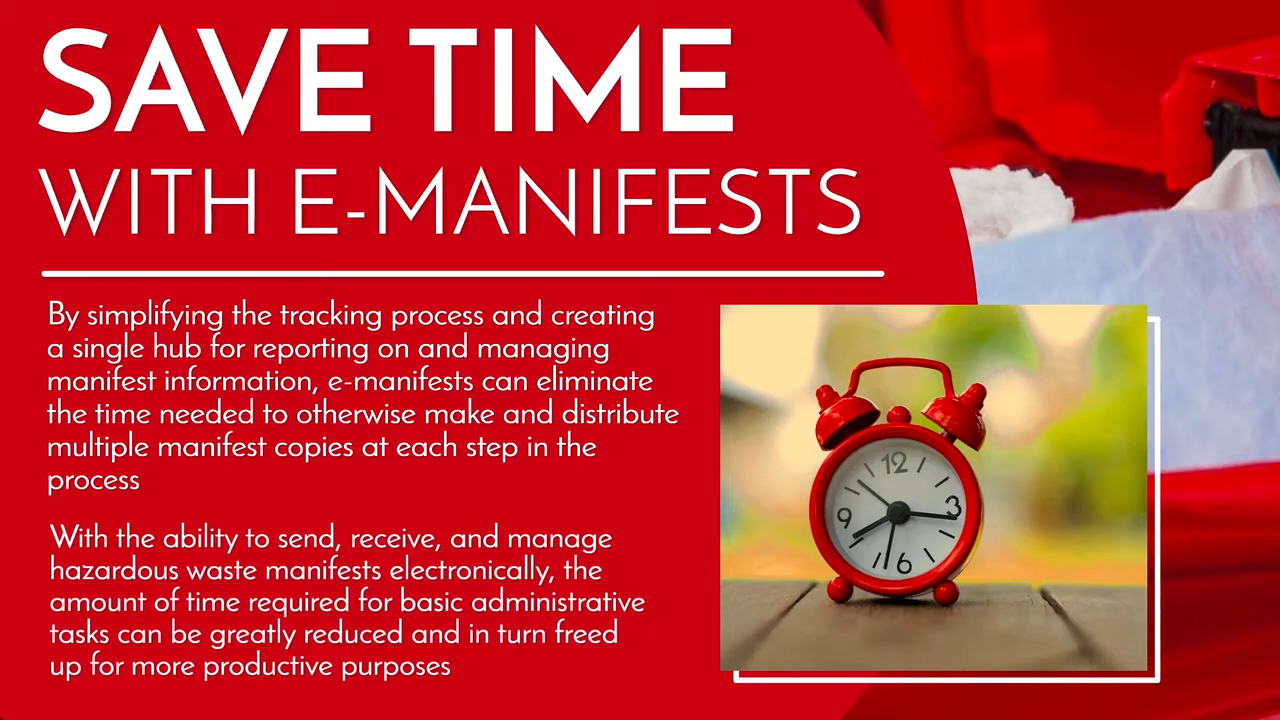 SAVE TIME
WITH E-MANIFESTS
By simplifying the tracking process and creating
a single hub for reporting on and managing
manifest information, e-manifests can eliminate
the time needed to otherwise make and distribute
multiple manifest copies at each step in the
process
With the ability to send, receive, and manage
hazardous waste manifests electronically, the
amount of time required for basic administrative
tasks can be greatly reduced and in turn freed
up for more productive purposes
12
9 3
6